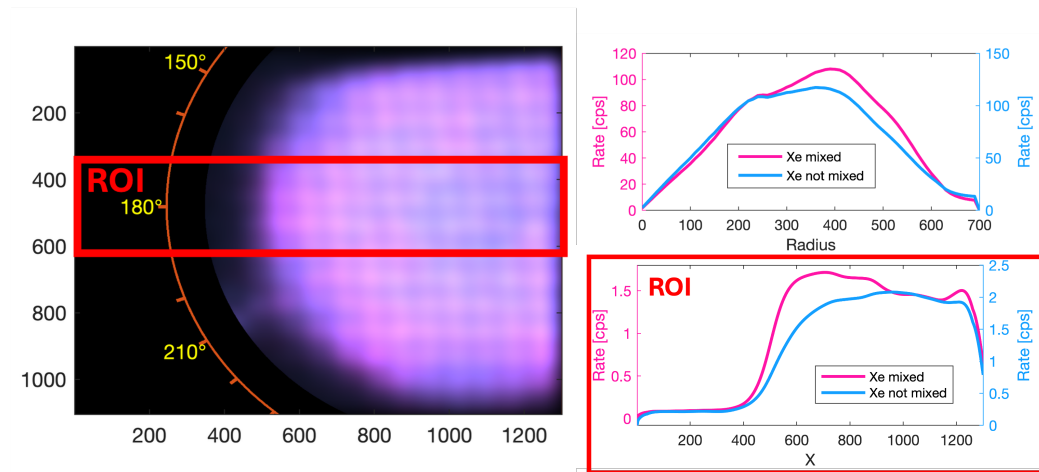 150°
200
ROI
400
180°
600
800
210°
1000
200 400 600 800 1000 1200
120 150
100
Rate [cps]
80 100
60
Xe mixed
40 50
Xe not mixed
20
0 0
Rate [cps]
0 100 200 300 400 500 600 700
Radius
ROI
2.5
1.5 2
Rate [cps]
1.5
1
1
0.5
Xe mixed
0.5
Xe not mixed
0
0
Rate [cps]
200 400 600 800 1000 1200
X